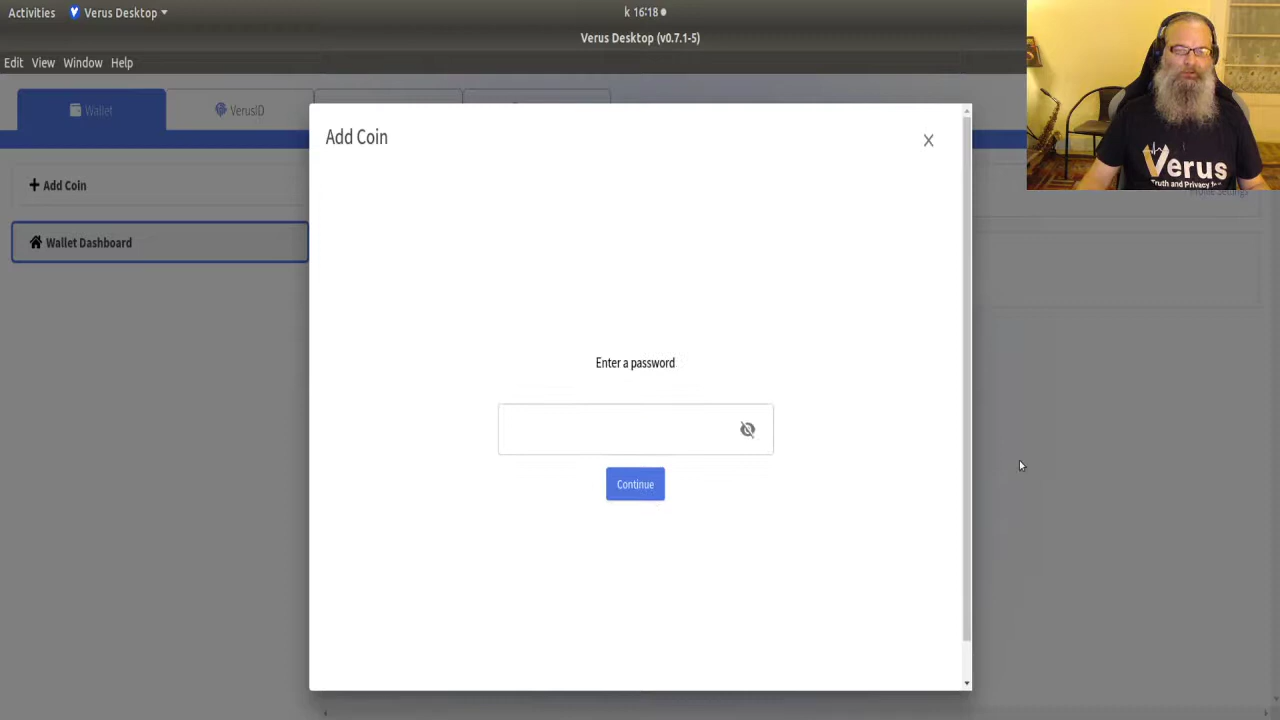 Activities
Verus Desktop
k 16:18
Verus Desktop (v0.7.1-5)
Edit View Window Help
Wallet
VerusID
Add Coin
X
Add Coin
Wallet Dashboard
Enter a password
Continue
Verus
Truth and Privacy